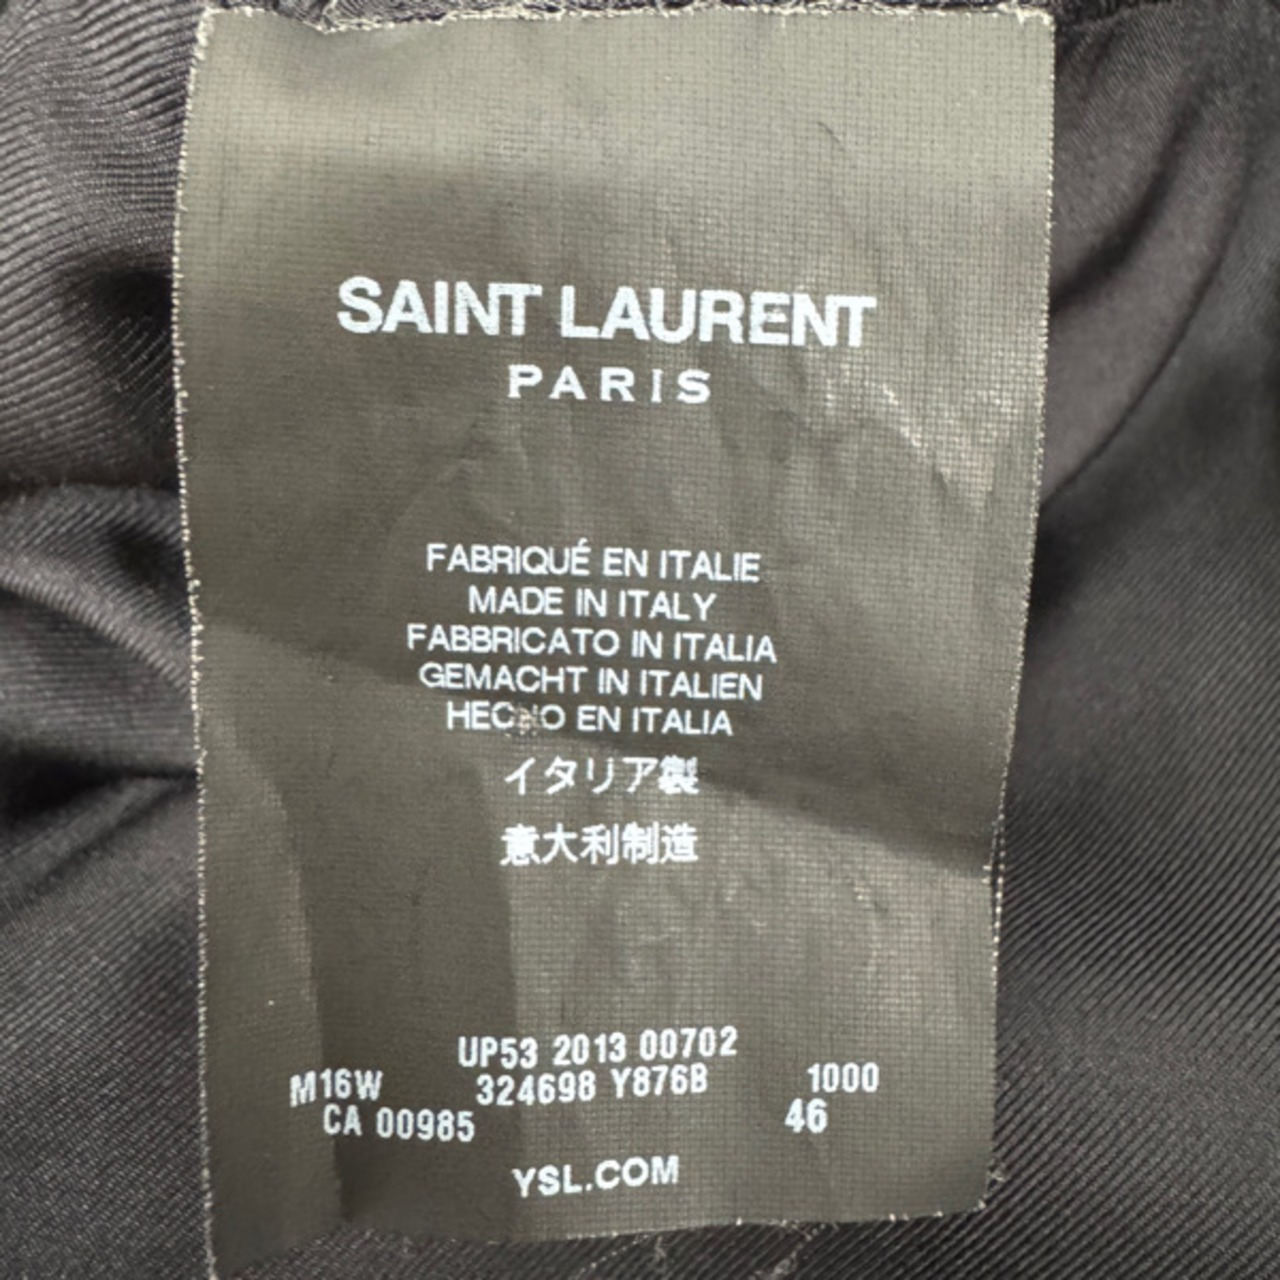 SAINT LAURENT
PARIS
FABRIQUÉ EN ITALIE
MADE IN ITALY
FABBRICATO IN ITALIA
GEMACHT IN ITALIEN
HECHO EN ITALIA
イタリア製
意大利制造
UP53 2013 00702
M16W 324698 Y876B 1000
CA 00985 46
YSL.COM